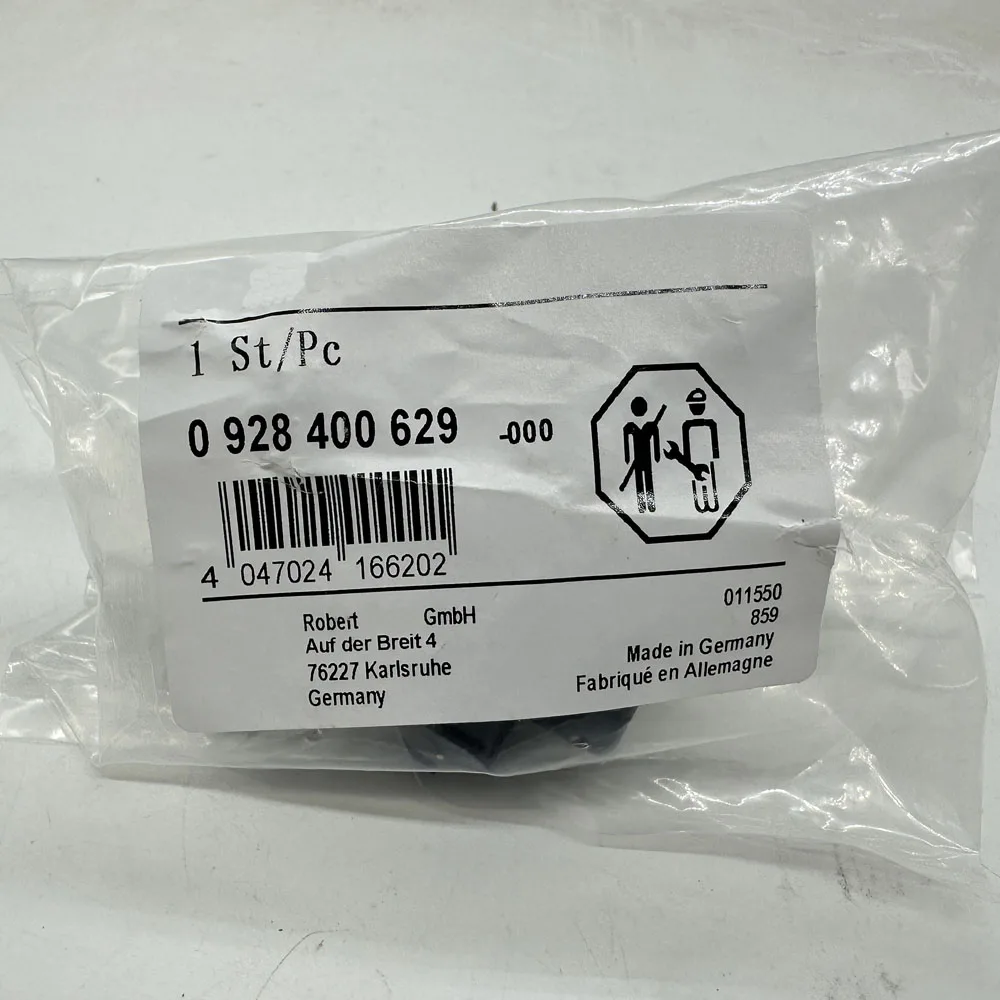 1 St/Pc
0 928 400 629 -000
4 047024 166202
Robert GmbH
Auf der Breit 4
76227 Karlsruhe
Germany
011550
859
Made in Germany
Fabriqué en Allemagne